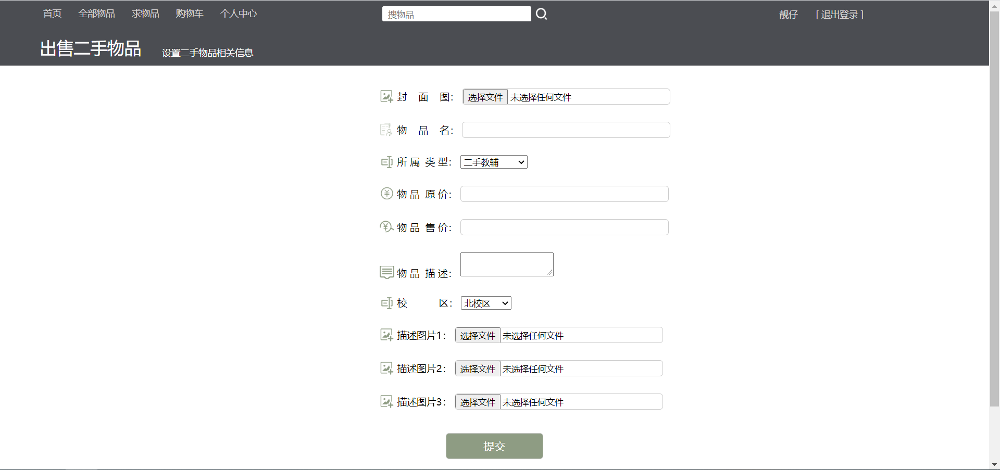 首页 全部物品 求物品 购物车 个人中心 搜物品 靓仔 [ 退出登录 ]
出售二手物品 设置二手物品相关信息
封 面 图： 选择文件 未选择任何文件
物 品 名：
所 属 类 型： 二手教辅
物 品 原 价：
物 品 售 价：
物 品 描 述：
校 区： 北校区
描述图片1： 选择文件 未选择任何文件
描述图片2： 选择文件 未选择任何文件
描述图片3： 选择文件 未选择任何文件
提交